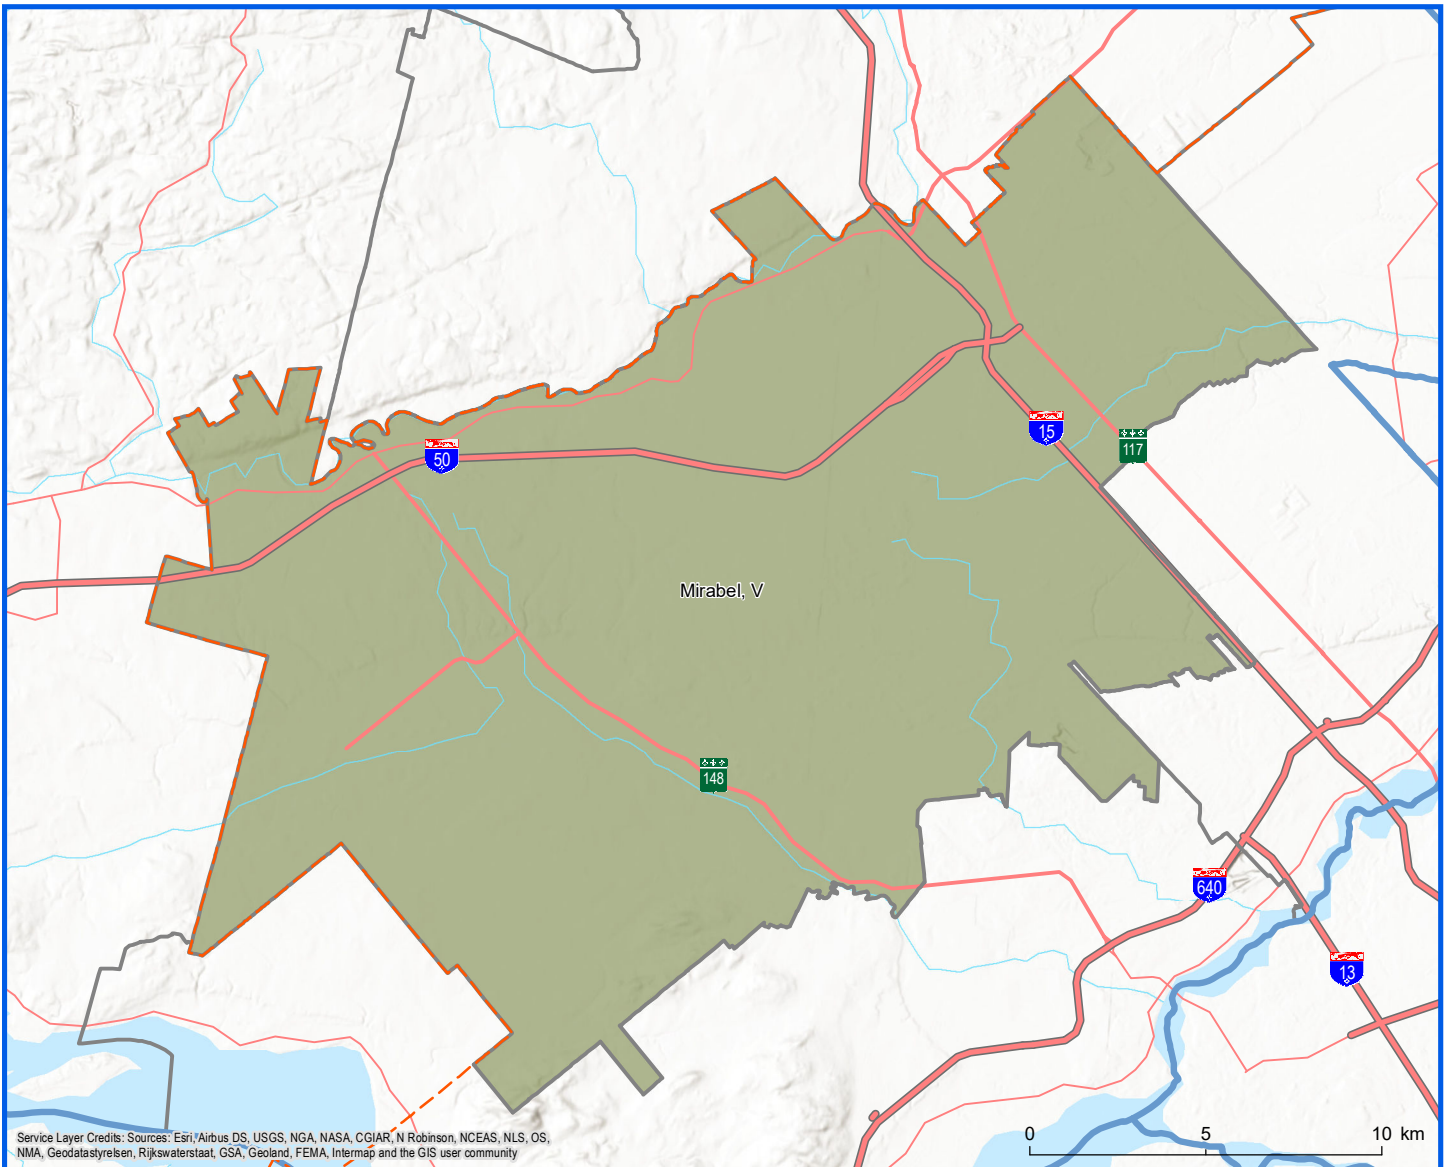 15
117
50
Mirabel, V
148
640
13
Service Layer Credits: Sources: Esri, Airbus DS, USGS, NGA, NASA, CGIAR, N Robinson, NCEAS, NLS, OS,
NMA, Geodatastyrelsen, Rijkswaterstaat, GSA, Geoland, FEMA, Intermap and the GIS user community
0 5 10 km